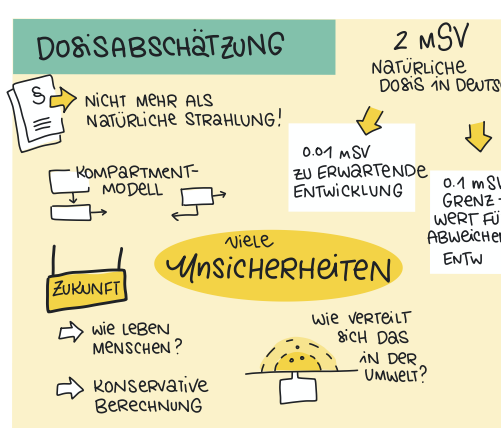 DOSISABSCHÄTZUNG
2 MSV
NATÜRLICHE
DOSIS IN DEUTS
§
NICHT MEHR ALS
NATÜRLICHE STRAHLUNG!
0.01 MSV
ZU ERWARTENDE
ENTWICKLUNG
0.1 MSV
GRENZ-
WERT FÜ
ABWEICHEN
ENTW
KOMPARTMENT-
MODELL
VIELE
UNSICHERHEITEN
ZUKUNFT
WIE LEBEN
MENSCHEN?
KONSERVATIVE
BERECHNUNG
WIE VERTEILT
SICH DAS
IN DER
UMWELT?